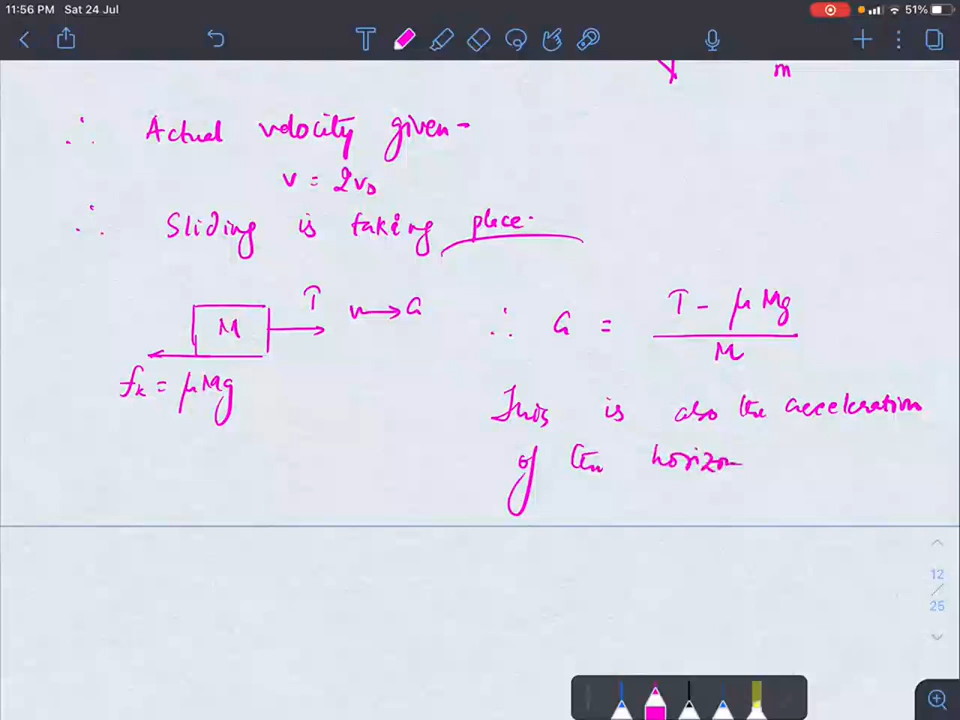 11:56 PM Sat 24 Jul 51%
m
∴ Actual velocity given-
v = 2v₀
∴ Sliding is taking place.
M T a
fk = μMg
∴ a = T - μMg / M
This is also the acceleration
of the horizon
12
/
25